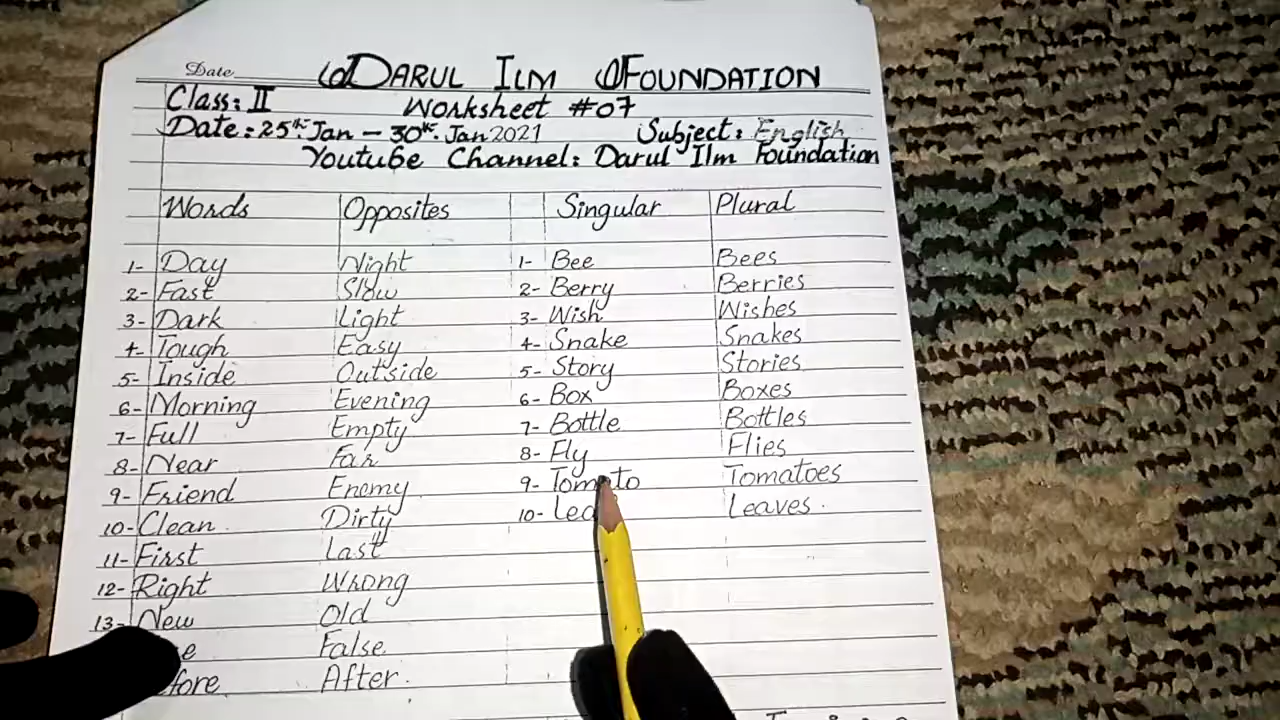 Date
Darul Ilm Foundation
Class: II Worksheet #07
Date: 25th Jan – 30th Jan 2021 Subject: English
Youtube Channel: Darul Ilm Foundation
Words Opposites Singular Plural
1- Day Night 1- Bee Bees
2- Fast Slow 2- Berry Berries
3- Dark Light 3- Wish Wishes
4- Tough Easy 4- Snake Snakes
5- Inside Outside 5- Story Stories
6- Morning Evening 6- Box Boxes
7- Full Empty 7- Bottle Bottles
8- Near Far 8- Fly Flies
9- Friend Enemy 9- Tomato Tomatoes
10- Clean Dirty 10- Leaves
11- First Last
12- Right Wrong
13- New Old
False
After